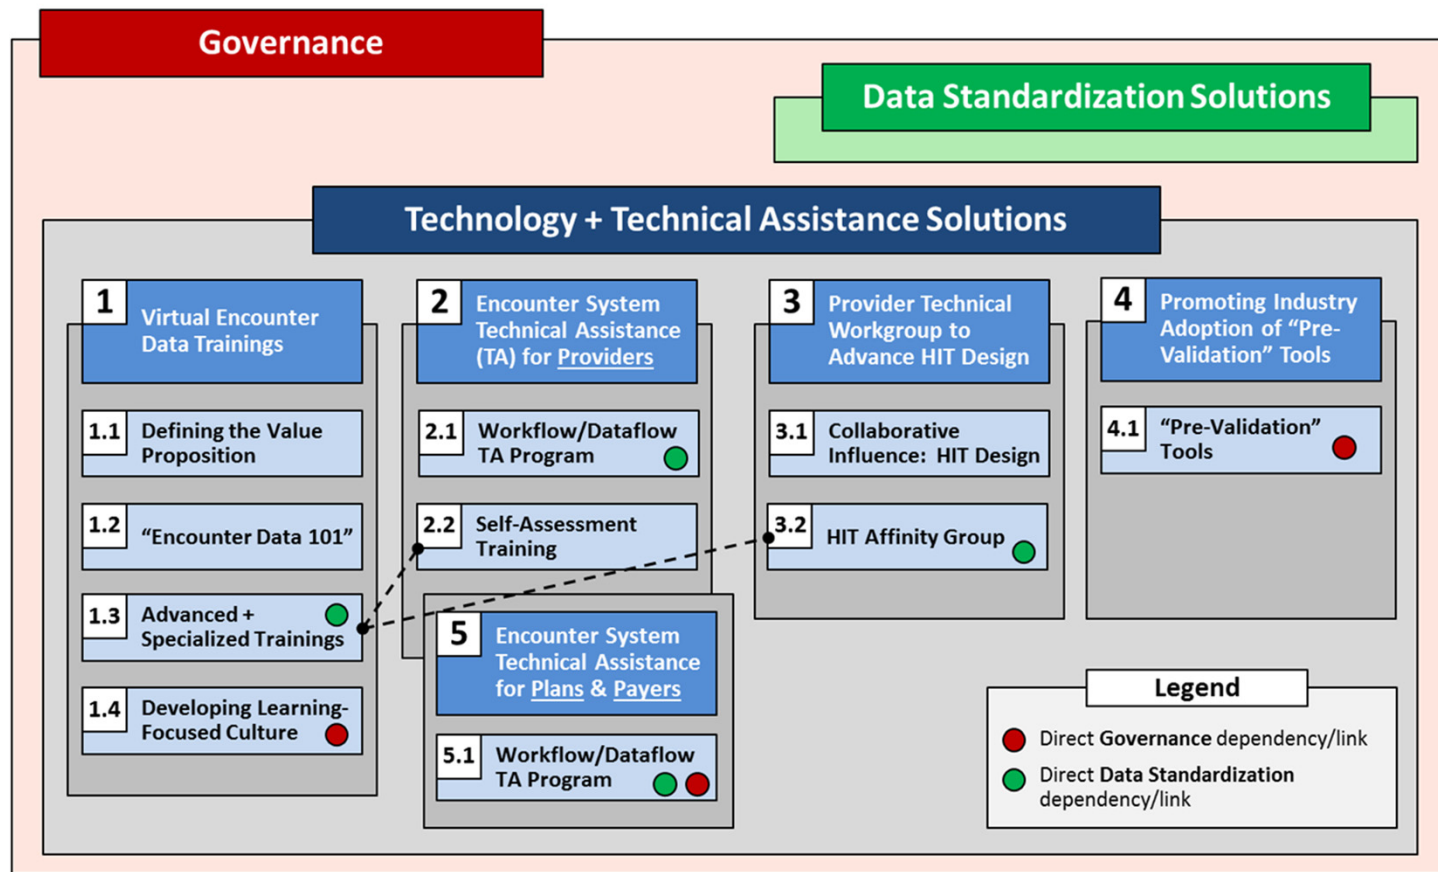 Governance
Data Standardization Solutions
Technology + Technical Assistance Solutions
1
Virtual Encounter
Data Trainings
1.1
Defining the Value
Proposition
1.2
“Encounter Data 101”
1.3
Advanced +
Specialized Trainings
1.4
Developing Learning-
Focused Culture
2
Encounter System
Technical Assistance
(TA) for Providers
2.1
Workflow/Dataflow
TA Program
2.2
Self-Assessment
Training
5
Encounter System
Technical Assistance
for Plans & Payers
5.1
Workflow/Dataflow
TA Program
3
Provider Technical
Workgroup to
Advance HIT Design
3.1
Collaborative
Influence: HIT Design
3.2
HIT Affinity Group
4
Promoting Industry
Adoption of “Pre-
Validation” Tools
4.1
“Pre-Validation”
Tools
Legend
Direct Governance dependency/link
Direct Data Standardization
dependency/link